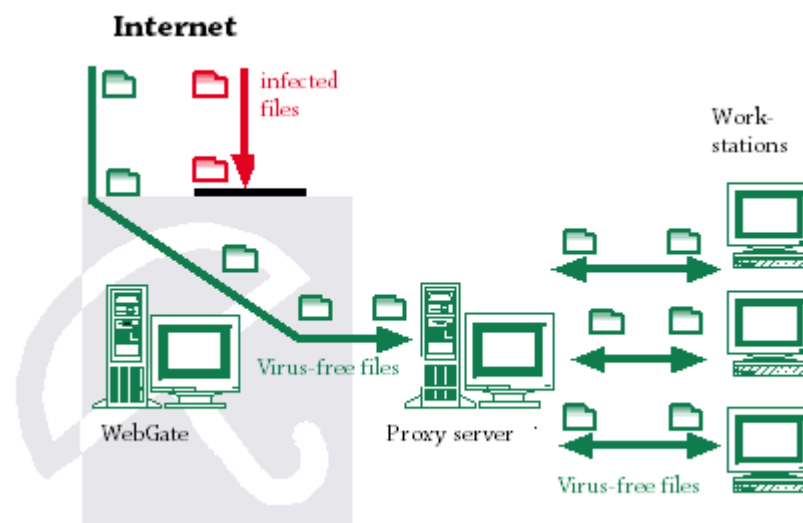 Internet
infected
files
Work-
stations
Virus-free files
WebGate
Proxy server
Virus-free files